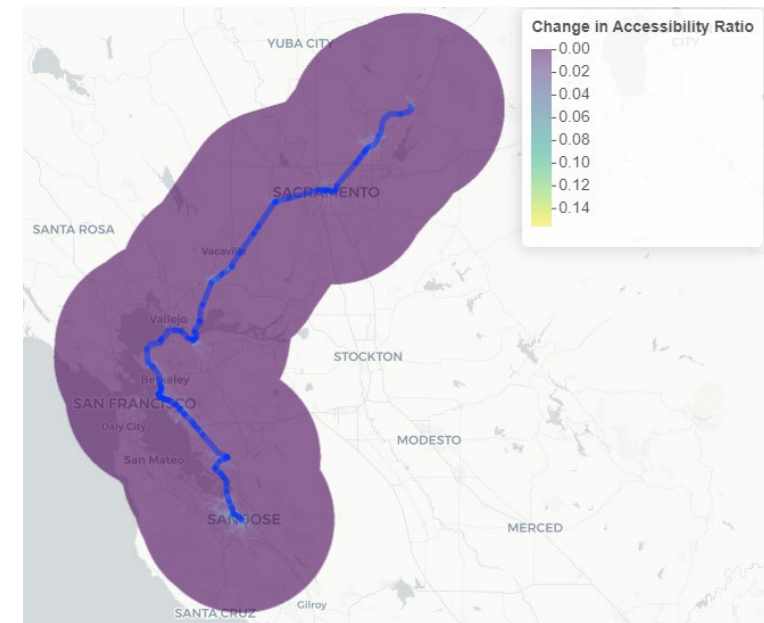 Change in Accessibility Ratio
CITY
0.00
0.02
0.04
0.06
0.08
0.10
0.12
0.14
YUBA CITY
SACRAMENTO
SANTA ROSA
Vacaville
Vallejo
STOCKTON
Berkeley
SAN FRANCISCO
Daly City
MODESTO
San Mateo
SAN JOSE
MERCED
Gilroy
SANTA CRUZ